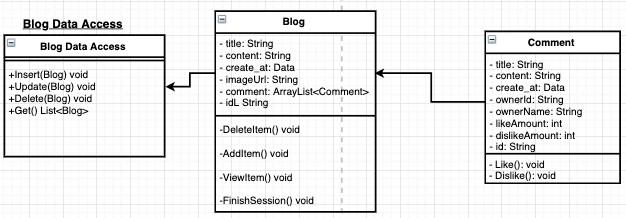 Blog Data Access
Blog Data Access
+Insert(Blog) void
+Update(Blog) void
+Delete(Blog) void
+Get() List<Blog>
Blog
- title: String
- content: String
- create_at: Data
- imageUrl: String
- comment: ArrayList<Comment>
- idL String
-DeleteItem() void
-AddItem() void
-ViewItem() void
-FinishSession() void
Comment
- title: String
- content: String
- create_at: Data
- ownerId: String
- ownerName: String
- likeAmount: int
- dislikeAmount: int
- id: String
- Like(): void
- Dislike(): void